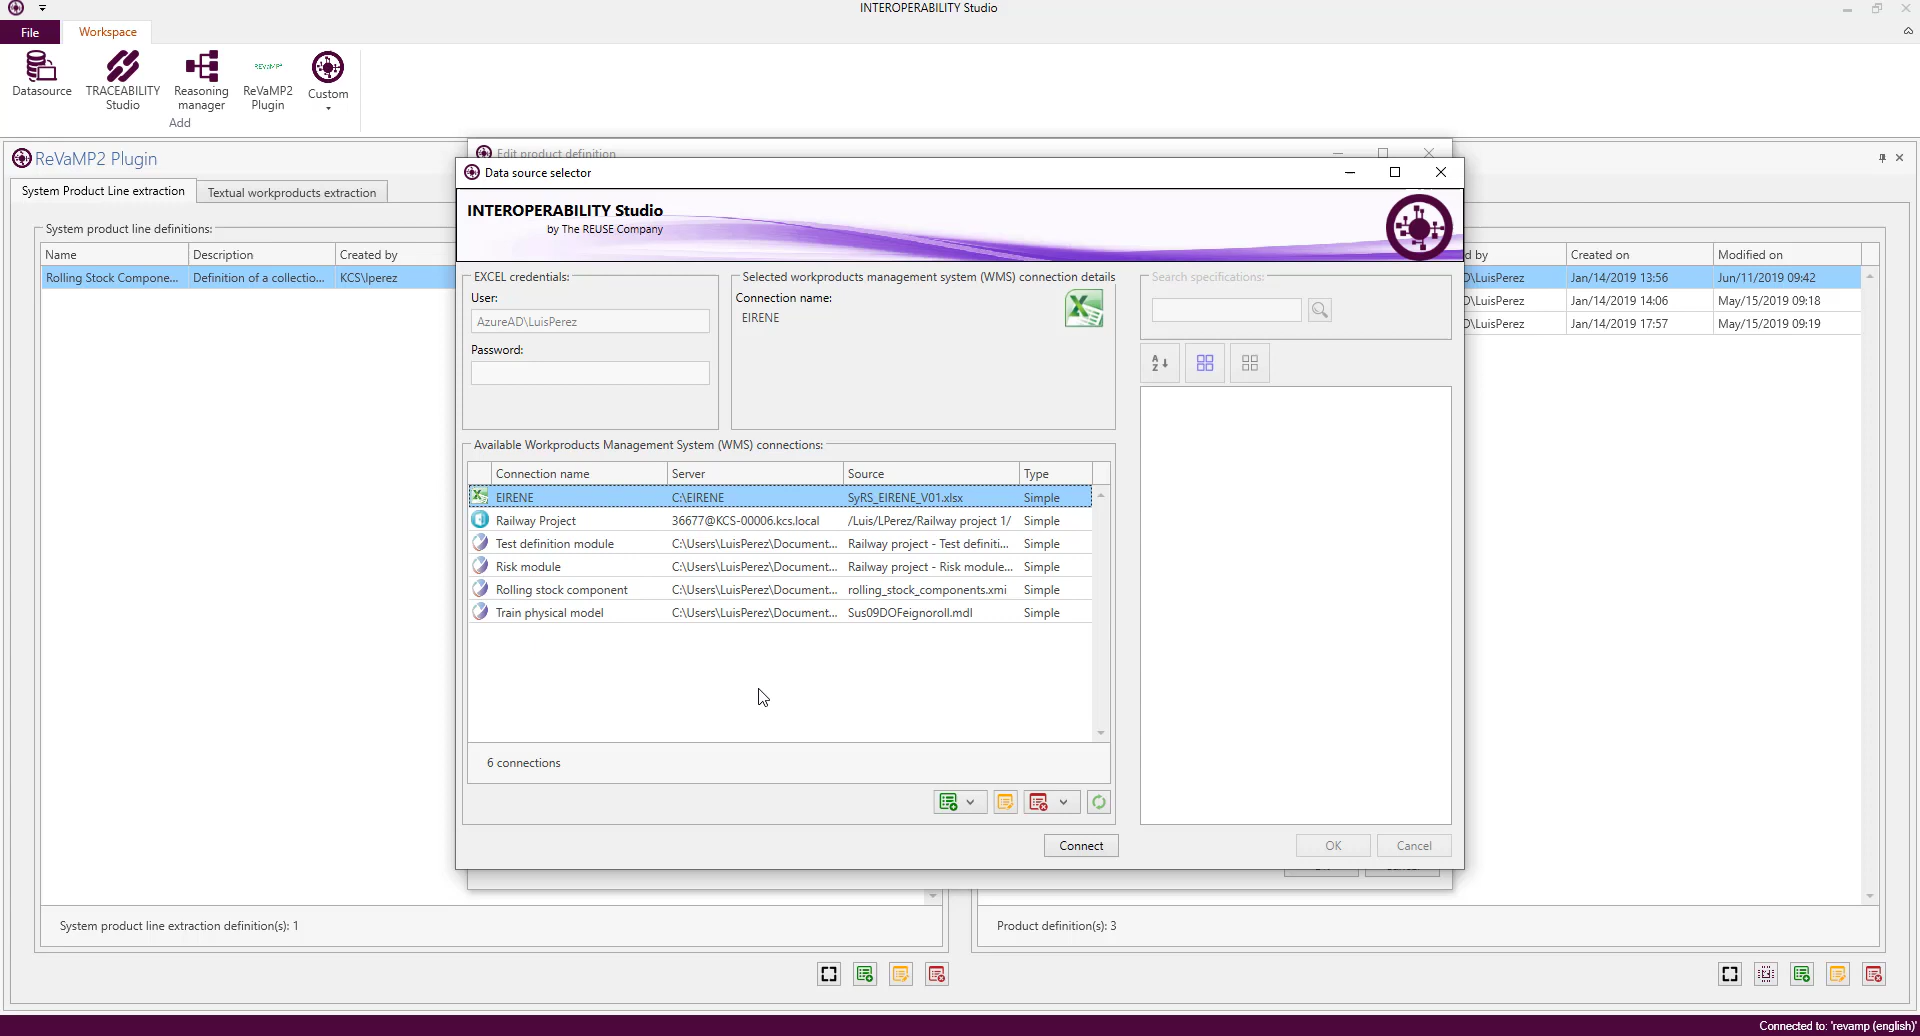 INTEROPERABILITY Studio
File
Workspace
Datasource
TRACEABILITY
Studio
Reasoning
manager
REVAMP²
ReVaMP2
Plugin
Custom
Add
ReVaMP2 Plugin
System Product Line extraction
Textual workproducts extraction
System product line definitions:
Name Description Created by
Rolling Stock Compone... Definition of a collectio... KCS\lperez
System product line extraction definition(s): 1
Edit product definition
Data source selector
INTEROPERABILITY Studio
by The REUSE Company
EXCEL credentials:
User:
AzureAD\LuisPerez
Password:
Selected workproducts management system (WMS) connection details
Connection name:
EIRENE
Search specifications:
Available Workproducts Management System (WMS) connections:
Connection name Server Source Type
EIRENE C:\EIRENE SyRS_EIRENE_V01.xlsx Simple
Railway Project 36677@KCS-00006.kcs.local /Luis/LPerez/Railway project 1/ Simple
Test definition module C:\Users\LuisPerez\Document... Railway project - Test definiti... Simple
Risk module C:\Users\LuisPerez\Document... Railway project - Risk module... Simple
Rolling stock component C:\Users\LuisPerez\Document... rolling_stock_components.xmi Simple
Train physical model C:\Users\LuisPerez\Document... Sus09DOFeignoroll.mdl Simple
6 connections
Connect
OK
Cancel
d by Created on Modified on
D\LuisPerez Jan/14/2019 13:56 Jun/11/2019 09:42
D\LuisPerez Jan/14/2019 14:06 May/15/2019 09:18
D\LuisPerez Jan/14/2019 17:57 May/15/2019 09:19
Product definition(s): 3
Connected to: 'revamp (english)'